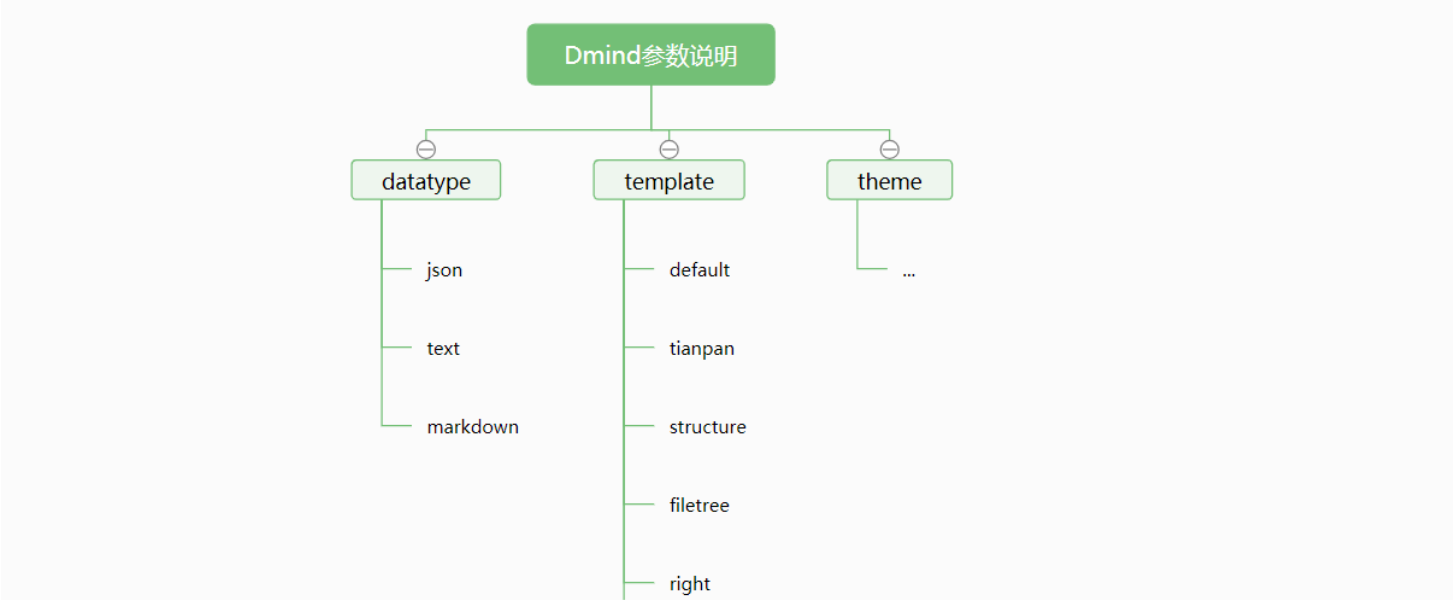 Dmind参数说明
datatype
template
theme
json
default
...
text
tianpan
markdown
structure
filetree
right